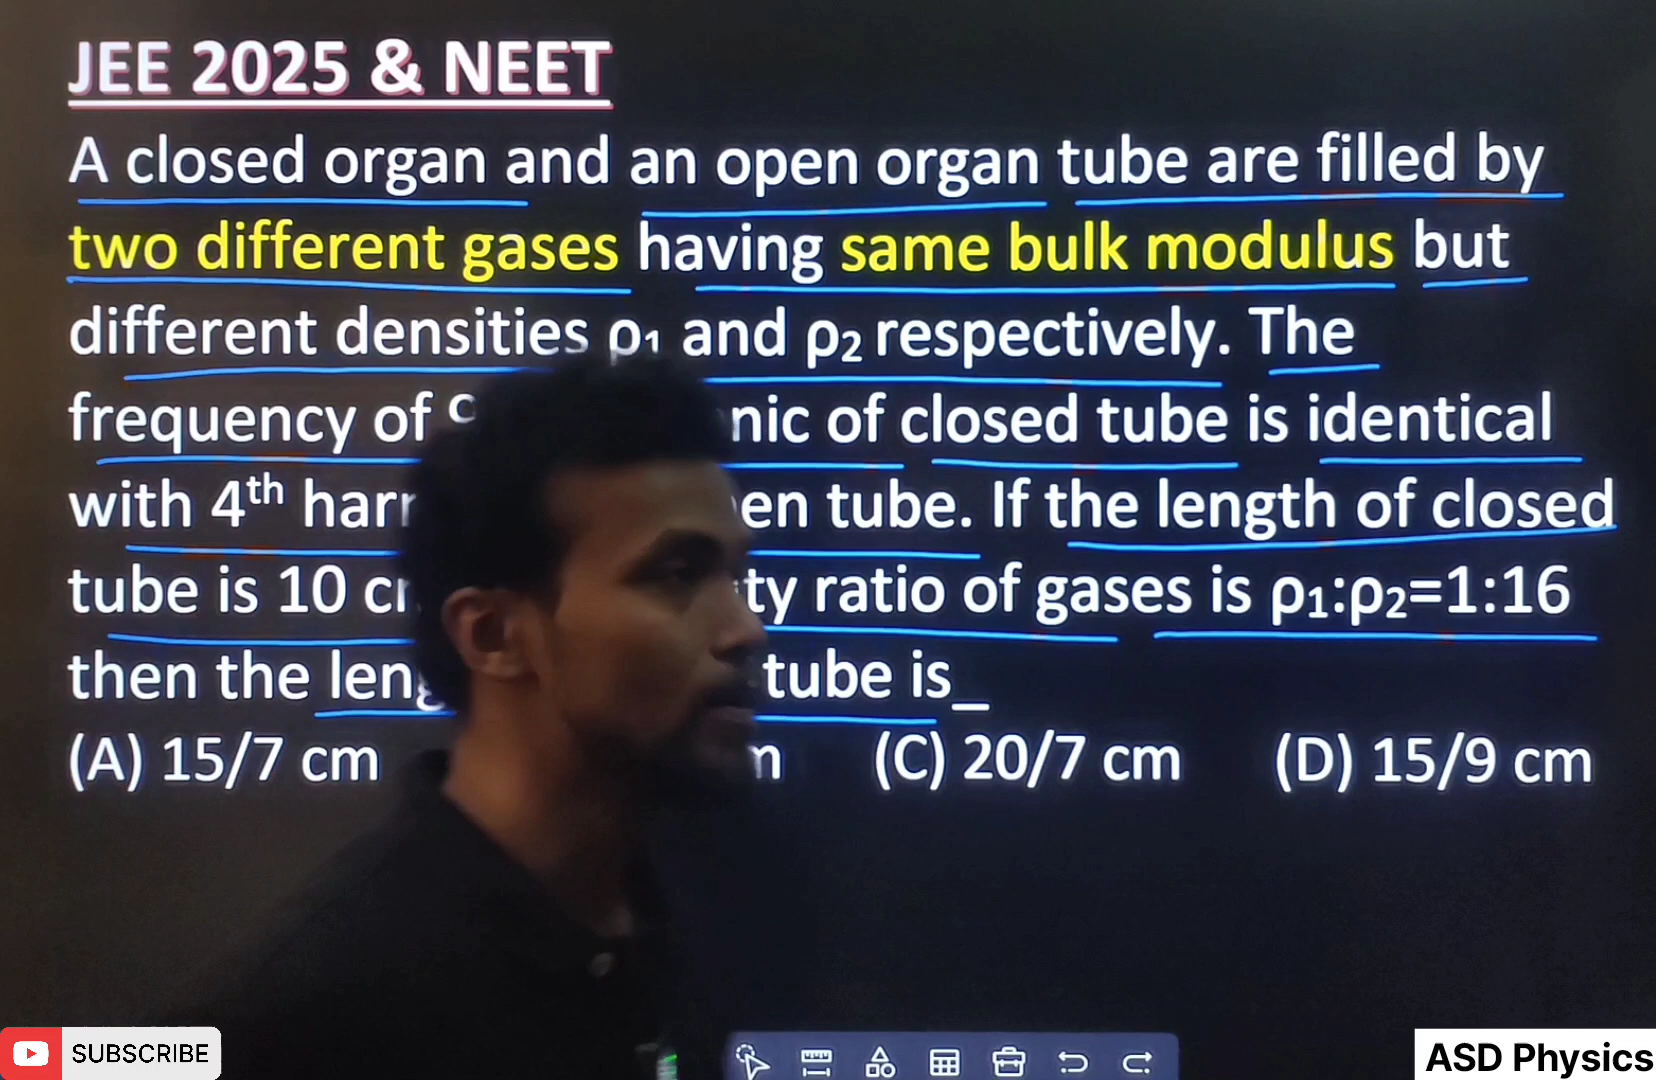 JEE 2025 & NEET
A closed organ and an open organ tube are filled by
two different gases having same bulk modulus but
different densities ρ₁ and ρ₂ respectively. The
frequency of nic of closed tube is identical
with 4th harr en tube. If the length of closed
tube is 10 ty ratio of gases is ρ₁:ρ₂=1:16
then the leng tube is_
(A) 15/7 cm (C) 20/7 cm (D) 15/9 cm
SUBSCRIBE
ASD Physics